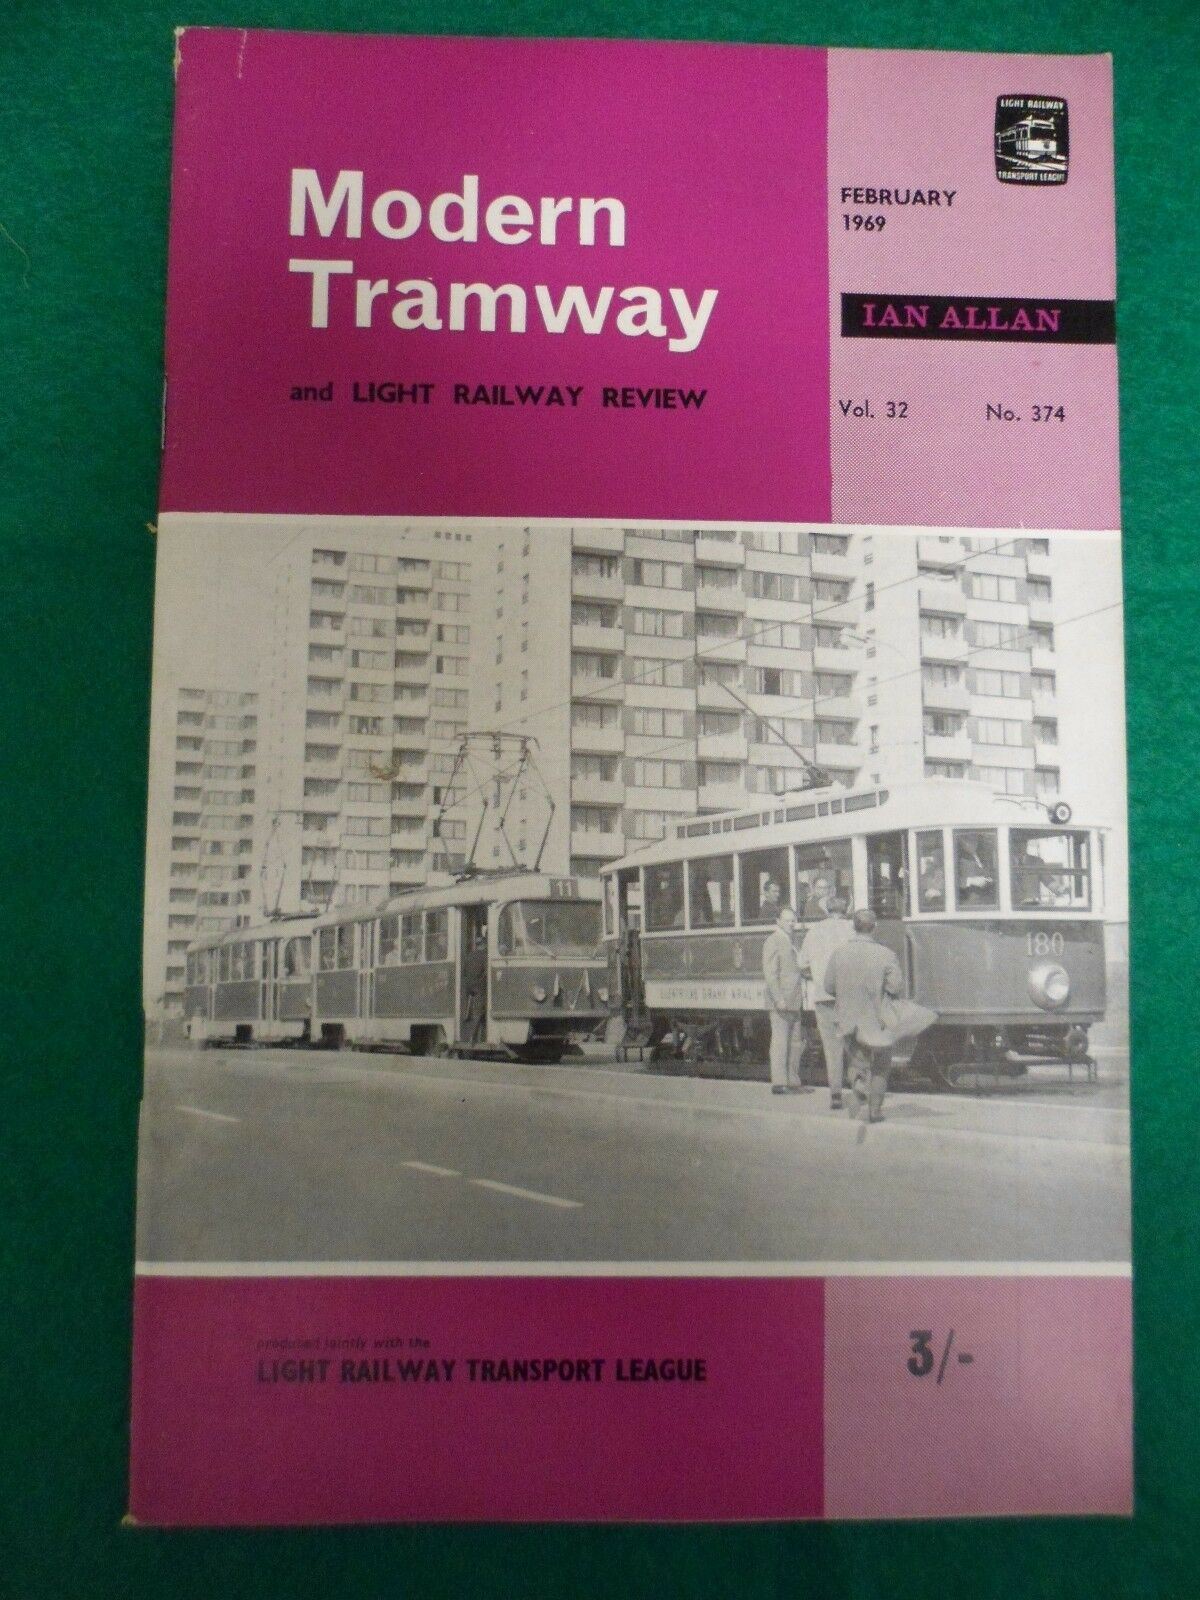 LIGHT RAILWAY
TRANSPORT LEAGUE
FEBRUARY
1969
Modern
Tramway
and LIGHT RAILWAY REVIEW
IAN ALLAN
Vol. 32 No. 374
11
180
produced jointly with the
LIGHT RAILWAY TRANSPORT LEAGUE
3/-